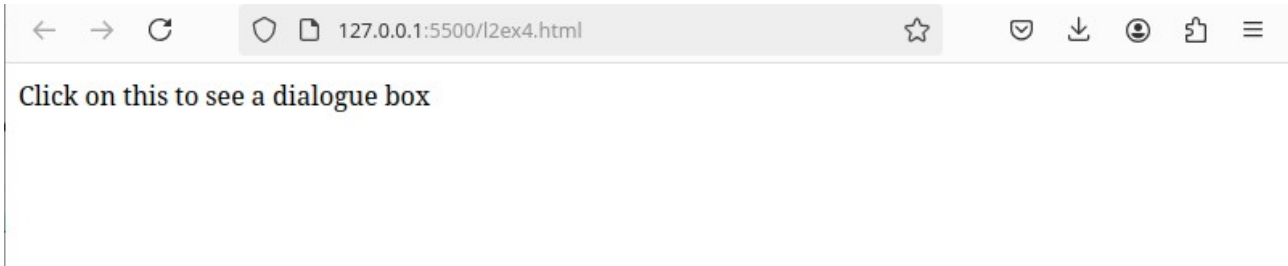 127.0.0.1:5500/l2ex4.html
Click on this to see a dialogue box